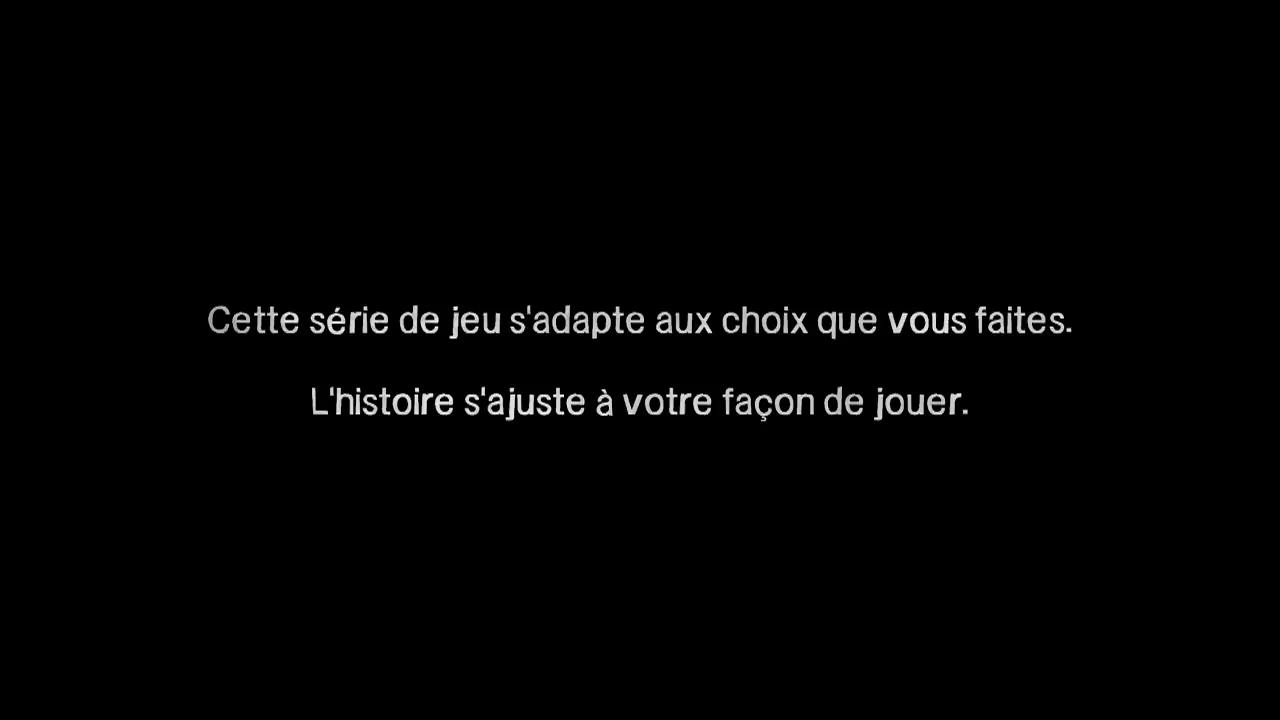 Cette série de jeu s'adapte aux choix que vous faites.
L'histoire s'ajuste à votre façon de jouer.